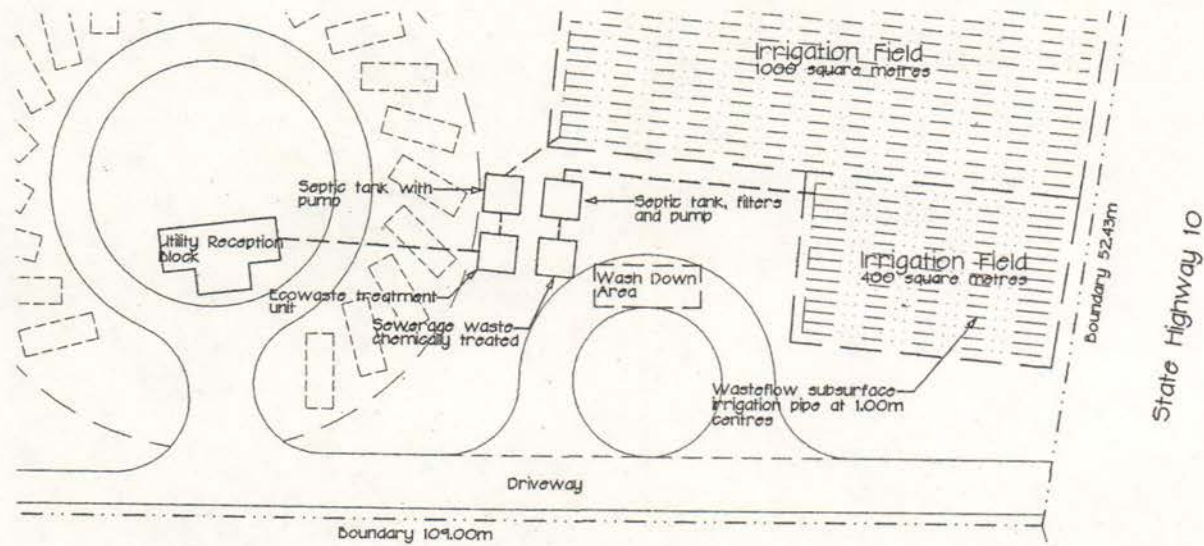 Irrigation Field
1000 square metres
Septic tank with
pump
Septic tank, filters
and pump
Utility Reception
block
Irrigation Field
400 square metres
Ecowaste treatment
unit
Wash Down
Area
Sewerage waste
chemically treated
Wasteflow subsurface
irrigation pipe at 1.00m
centres
Boundary 52.43m
State Highway 10
Driveway
Boundary 109.00m